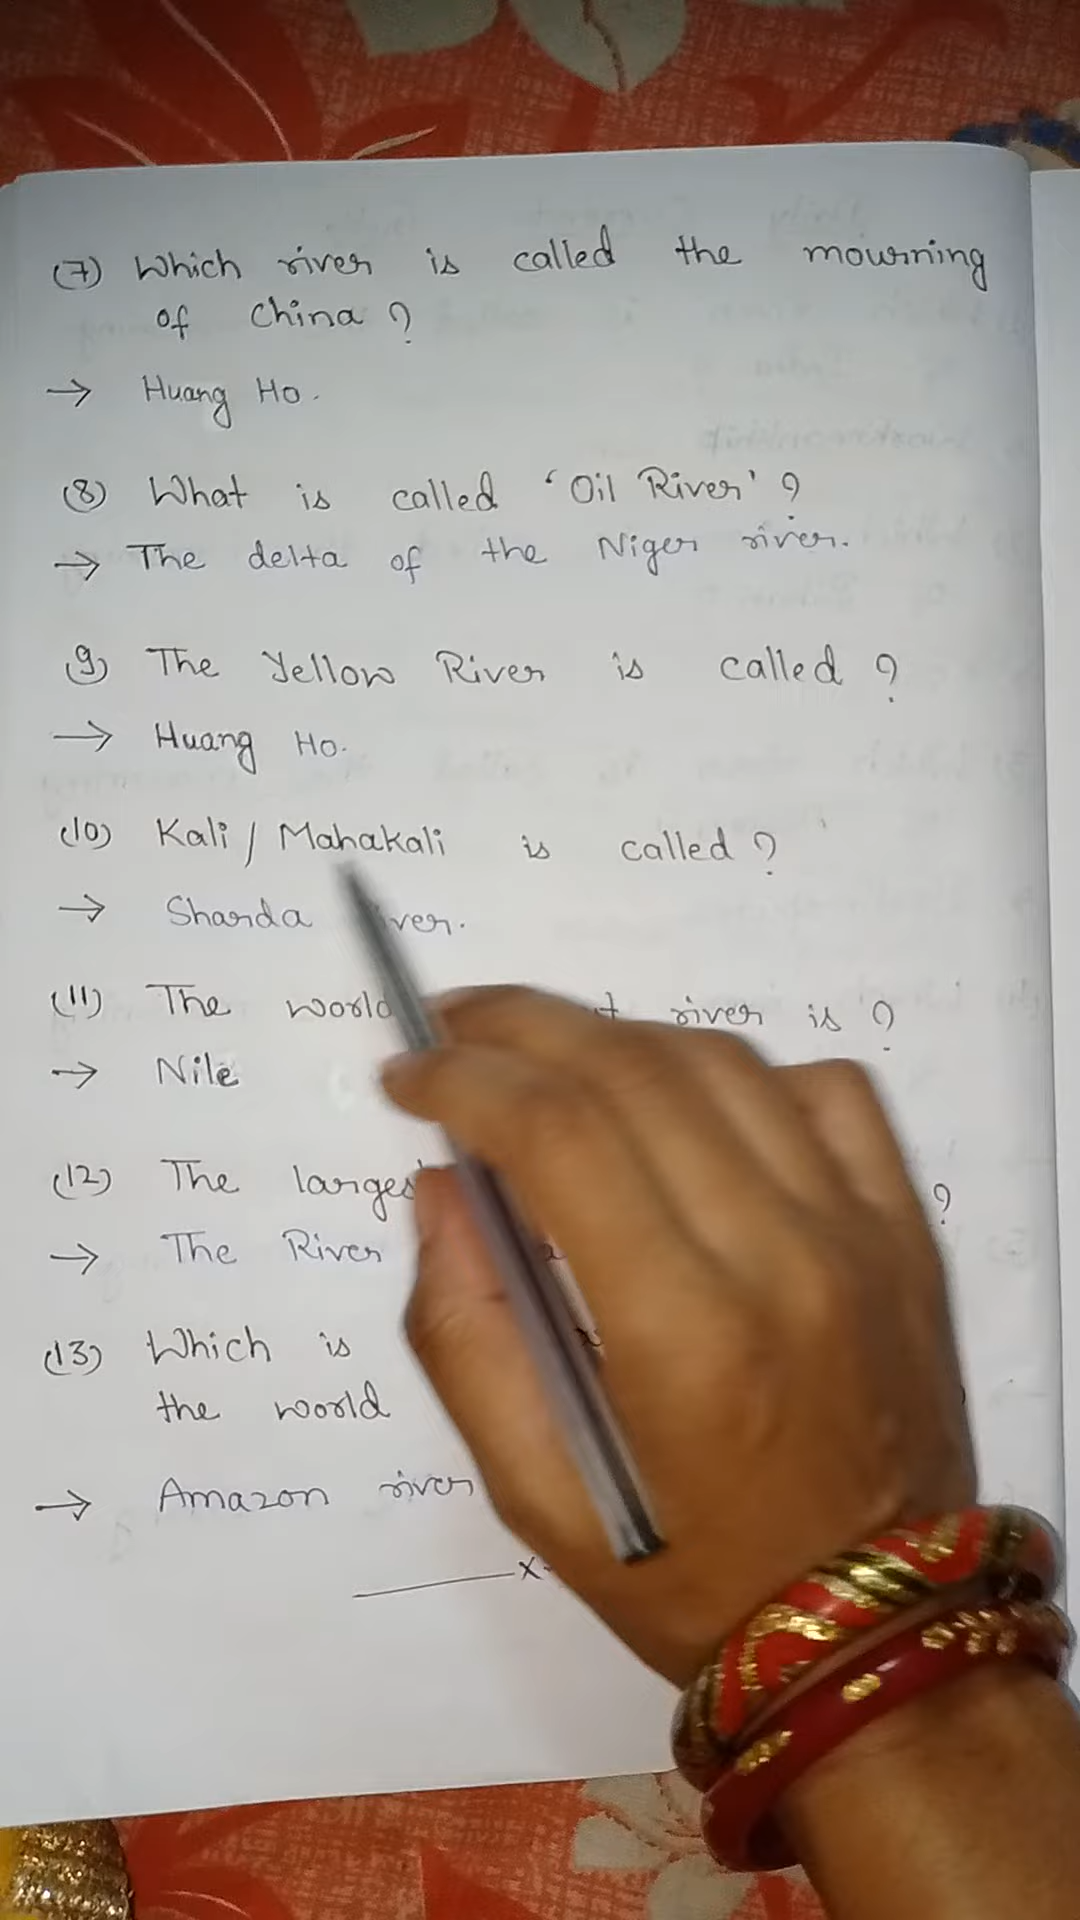 (7) Which river is called the mourning
of China ?
→ Huang Ho.
(8) What is called 'Oil River' ?
→ The delta of the Niger river.
(9) The Yellow River is called ?
→ Huang Ho.
(10) Kali / Mahakali is called ?
→ Sharda
(11) The world river is ?
→ Nile
(12) The ?
→ The River
(13) Which is
the world
→ Amazon river
x